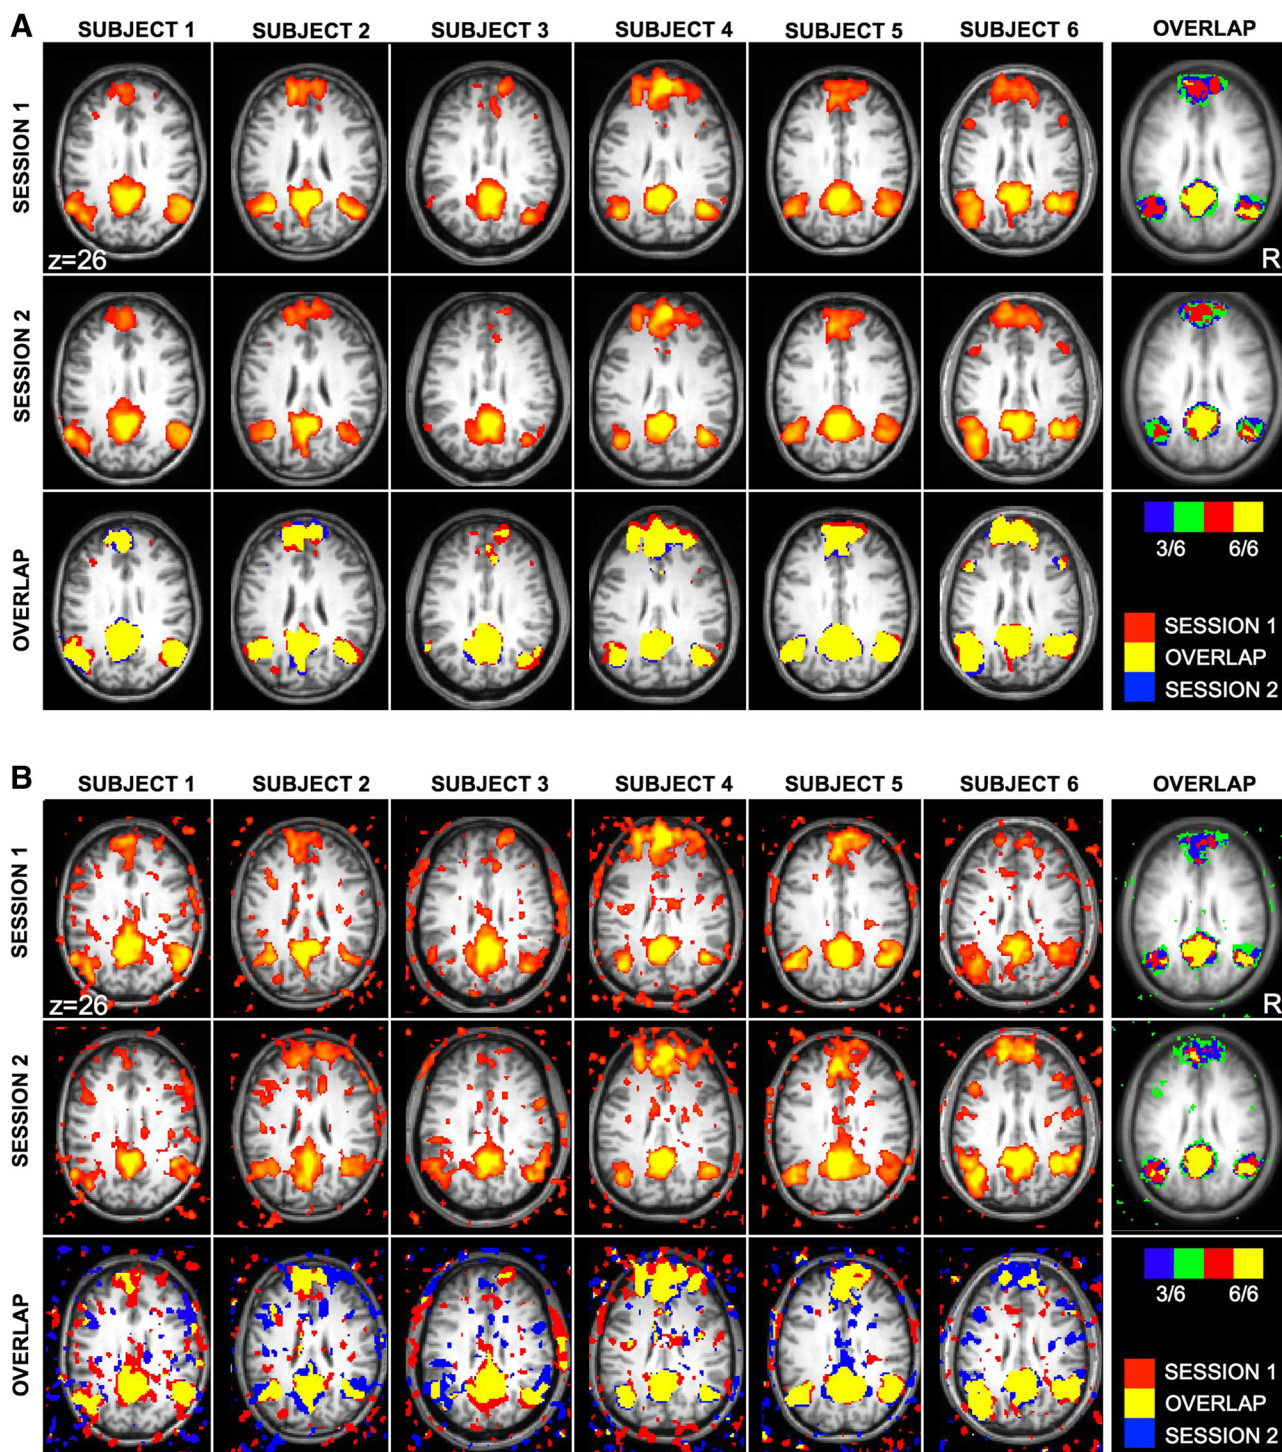 A
SUBJECT 1 SUBJECT 2 SUBJECT 3 SUBJECT 4 SUBJECT 5 SUBJECT 6 OVERLAP
SESSION 1
z=26
R
SESSION 2
OVERLAP
3/6 6/6
SESSION 1
OVERLAP
SESSION 2
B
SUBJECT 1 SUBJECT 2 SUBJECT 3 SUBJECT 4 SUBJECT 5 SUBJECT 6 OVERLAP
SESSION 1
z=26
R
SESSION 2
OVERLAP
3/6 6/6
SESSION 1
OVERLAP
SESSION 2